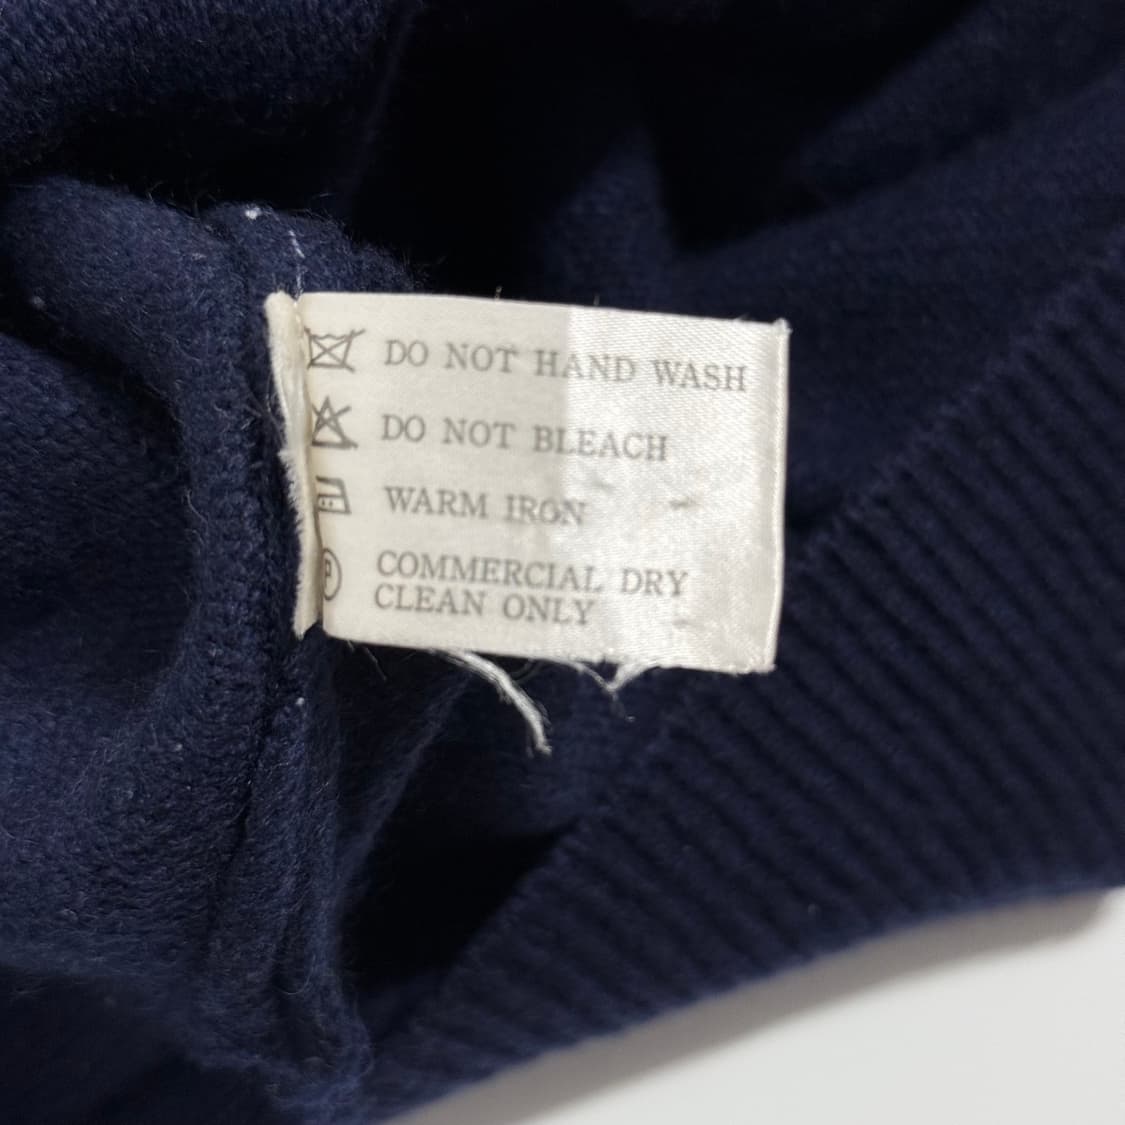 DO NOT HAND WASH
DO NOT BLEACH
WARM IRON
P COMMERCIAL DRY
CLEAN ONLY